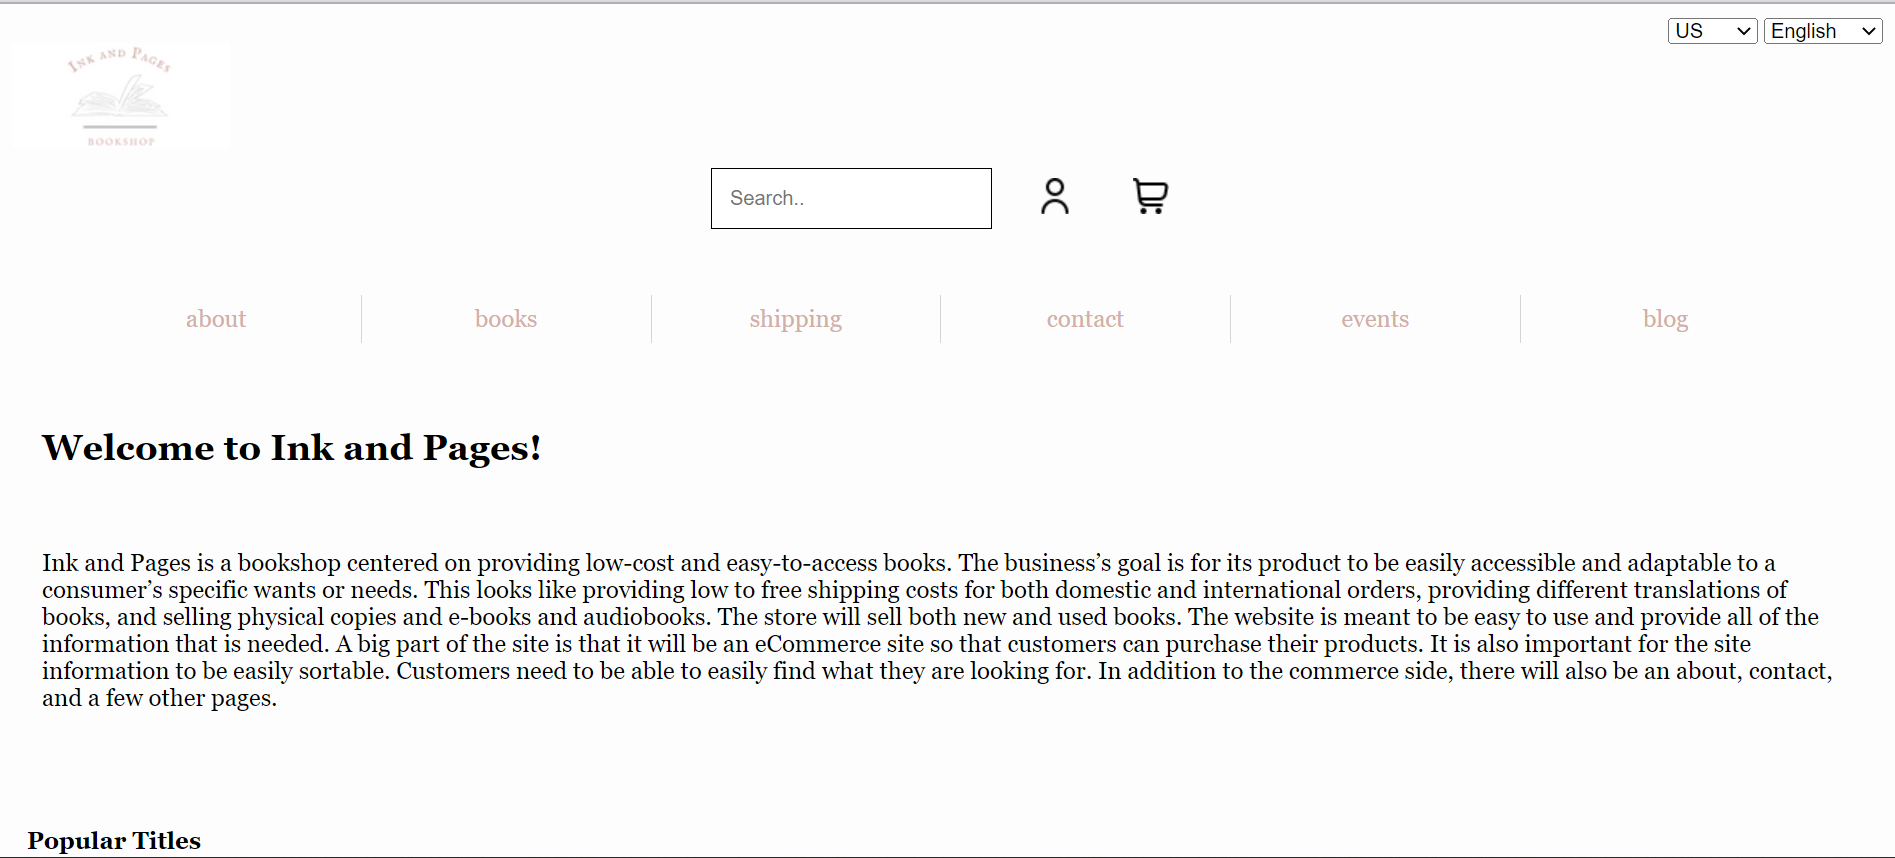 US English
INK AND PAGES
BOOKSHOP
Search..
about books shipping contact events blog
Welcome to Ink and Pages!
Ink and Pages is a bookshop centered on providing low-cost and easy-to-access books. The business’s goal is for its product to be easily accessible and adaptable to a
consumer’s specific wants or needs. This looks like providing low to free shipping costs for both domestic and international orders, providing different translations of
books, and selling physical copies and e-books and audiobooks. The store will sell both new and used books. The website is meant to be easy to use and provide all of the
information that is needed. A big part of the site is that it will be an eCommerce site so that customers can purchase their products. It is also important for the site
information to be easily sortable. Customers need to be able to easily find what they are looking for. In addition to the commerce side, there will also be an about, contact,
and a few other pages.
Popular Titles